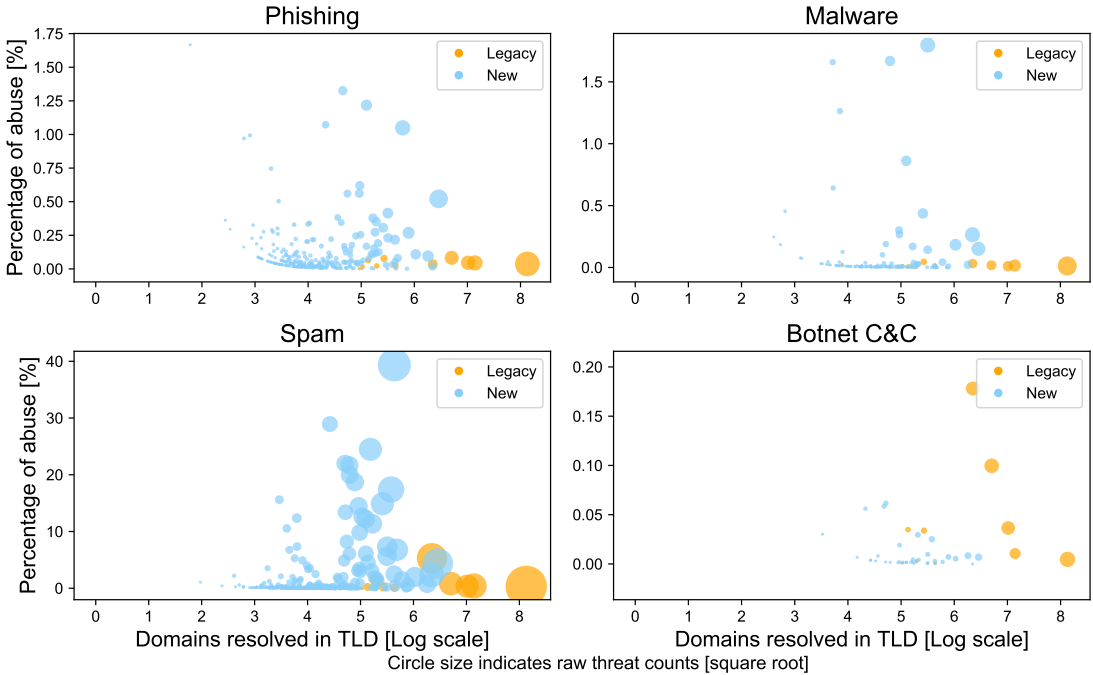 Phishing
Percentage of abuse [%]
1.75
1.50
1.25
1.00
0.75
0.50
0.25
0.00
0 1 2 3 4 5 6 7 8
Legacy
New
Malware
1.5
1.0
0.5
0.0
0 1 2 3 4 5 6 7 8
Legacy
New
Spam
Percentage of abuse [%]
40
30
20
10
0
0 1 2 3 4 5 6 7 8
Domains resolved in TLD [Log scale]
Legacy
New
Botnet C&C
0.20
0.15
0.10
0.05
0.00
0 1 2 3 4 5 6 7 8
Domains resolved in TLD [Log scale]
Legacy
New
Circle size indicates raw threat counts [square root]